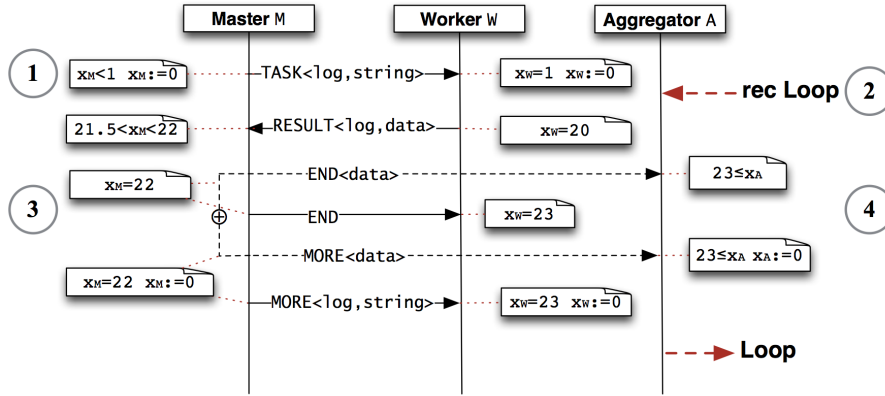 Master M Worker W Aggregator A
1 xM<1 xM:=0 TASK<log,string> xW=1 xW:=0
rec Loop 2
21.5<xM<22 RESULT<log,data> xW=20
END<data> 23≤xA
3 xM=22
END xW=23 4
MORE<data> 23≤xA xA:=0
xM=22 xM:=0
MORE<log,string> xW=23 xW:=0
Loop